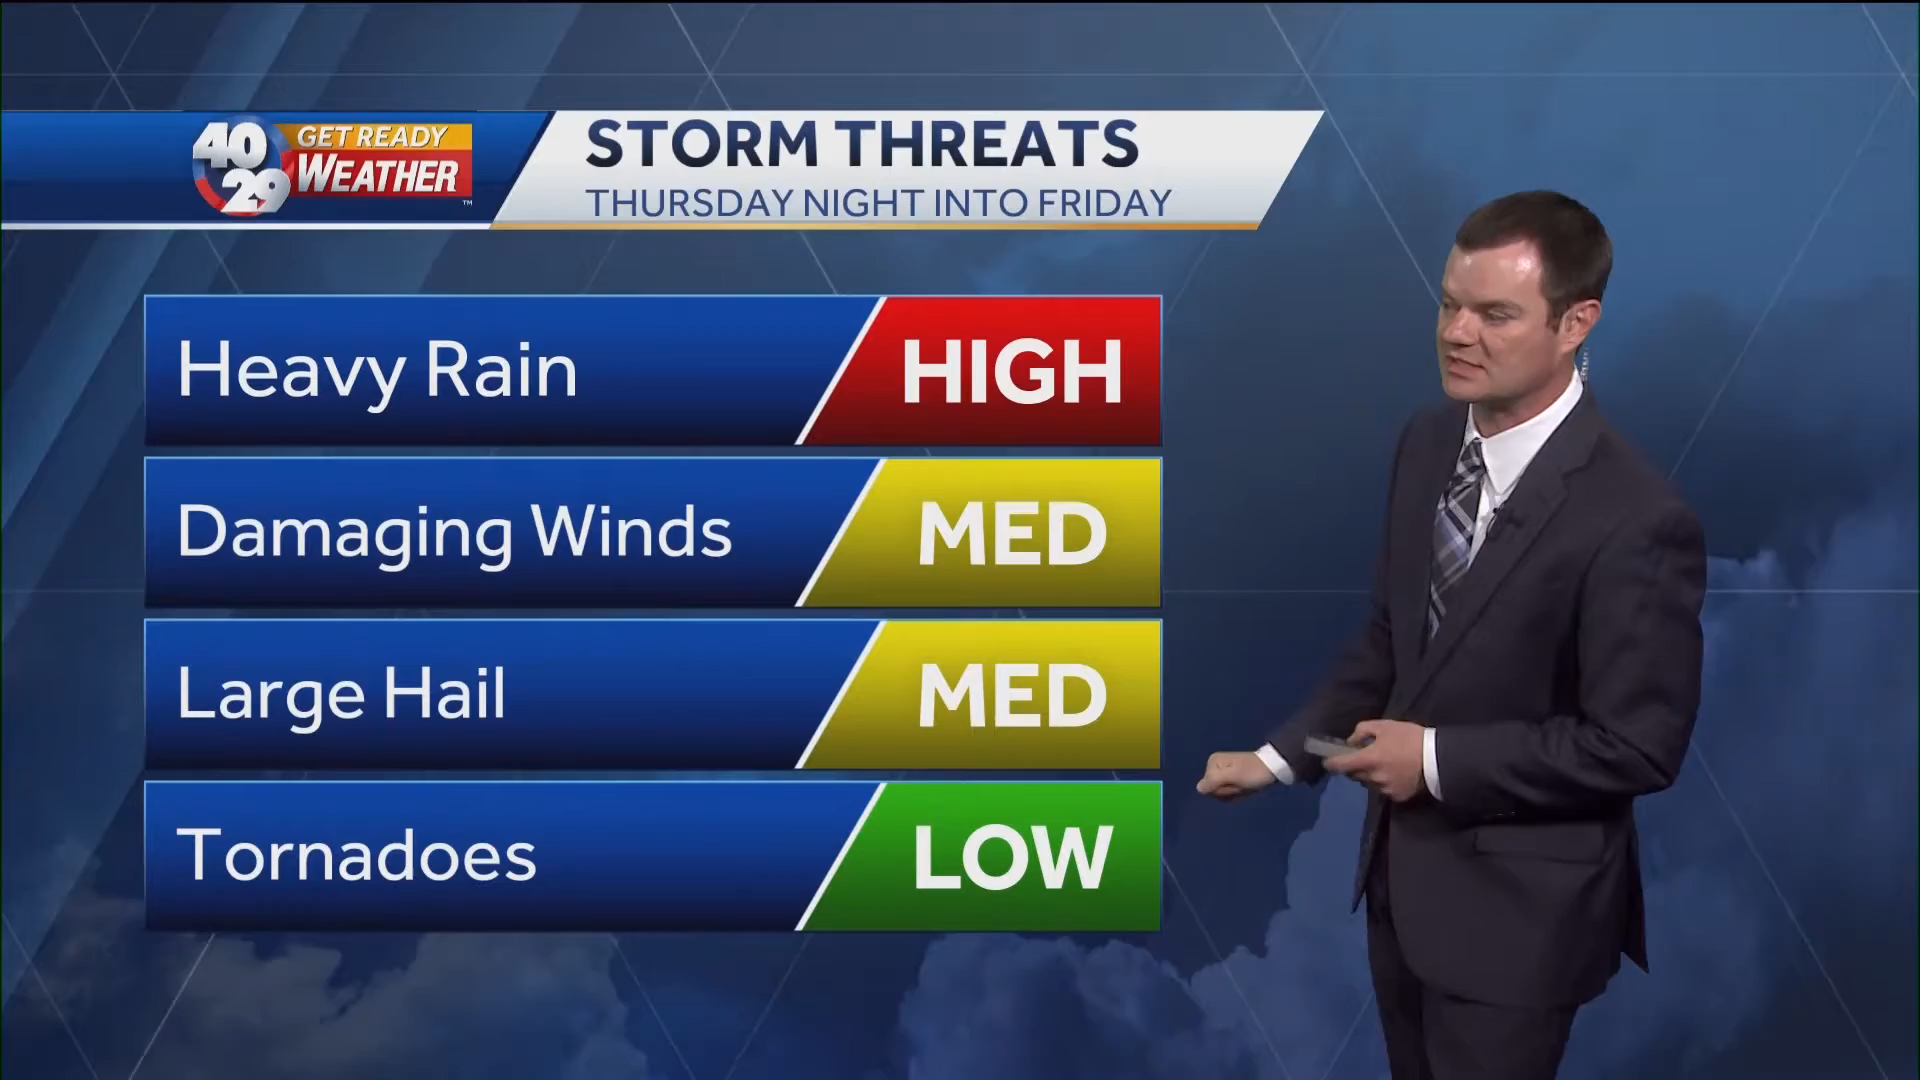 40
29
GET READY
WEATHER
™
STORM THREATS
THURSDAY NIGHT INTO FRIDAY
Heavy Rain
HIGH
Damaging Winds
MED
Large Hail
MED
Tornadoes
LOW